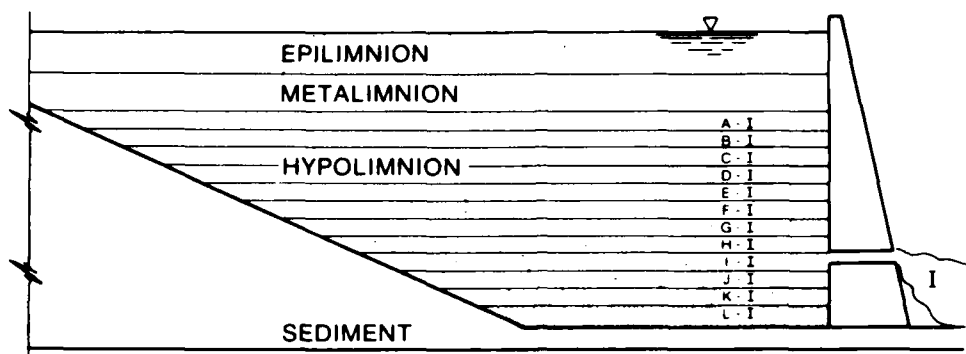 EPILIMNION
METALIMNION
A - I
B - I
C - I
HYPOLIMNION
D - I
E - I
F - I
G - I
H - I
I - I
J - I
I
K - I
L - I
SEDIMENT